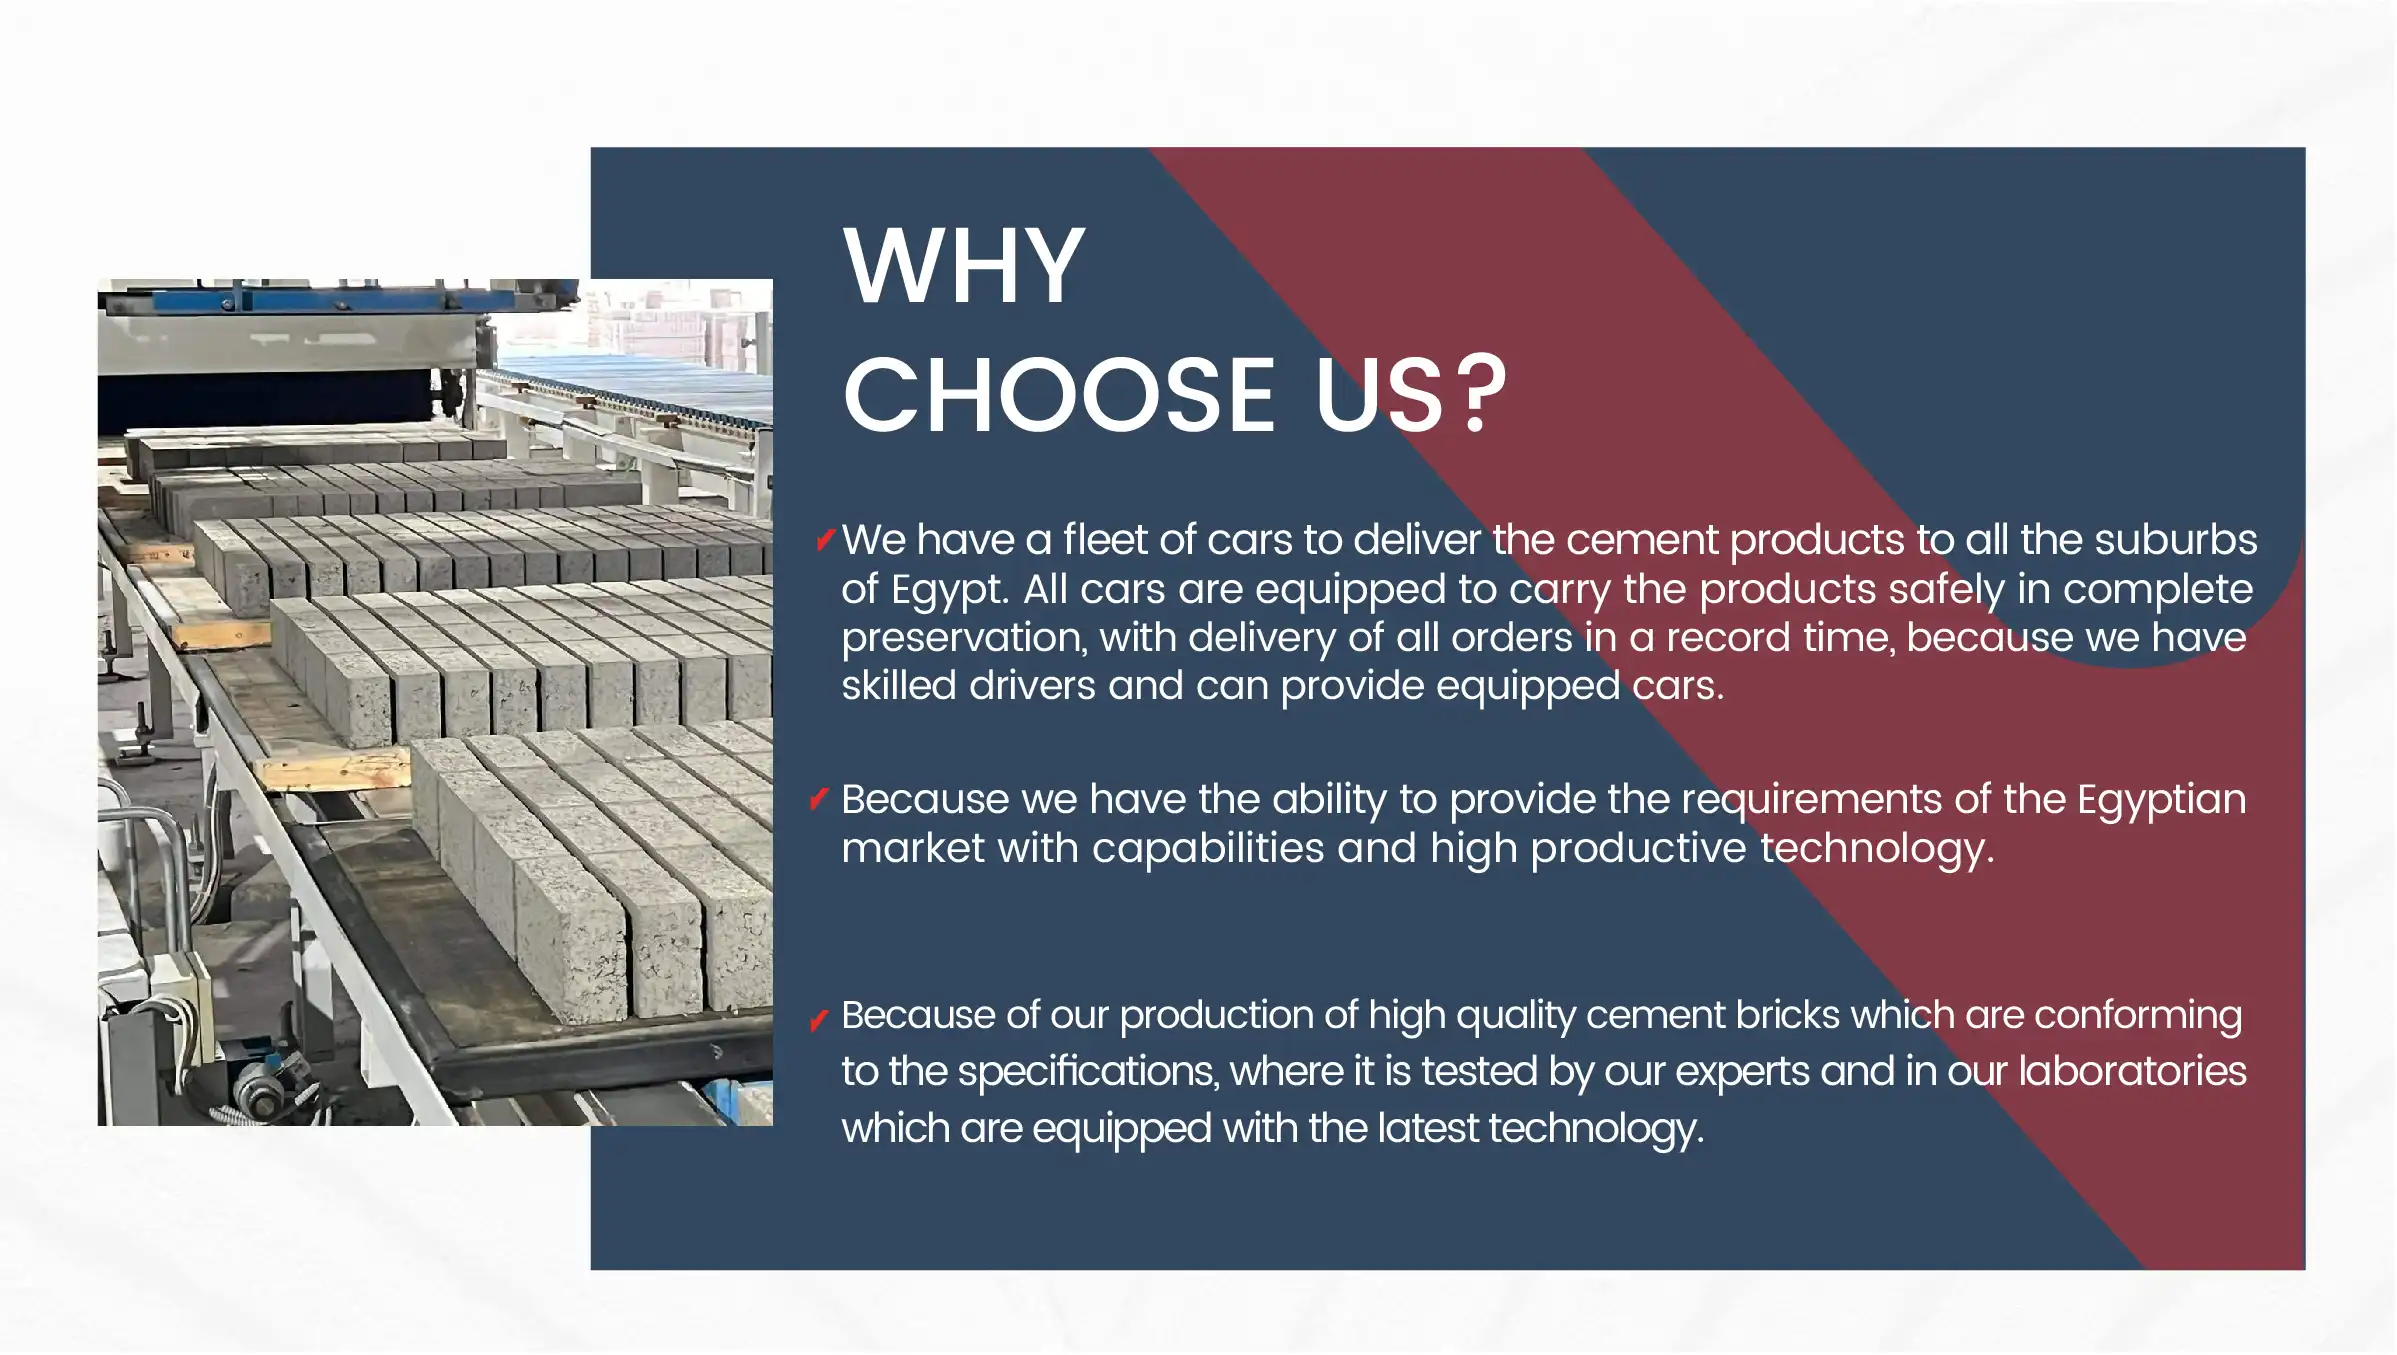 WHY
CHOOSE US?
We have a fleet of cars to deliver the cement products to all the suburbs
of Egypt. All cars are equipped to carry the products safely in complete
preservation, with delivery of all orders in a record time, because we have
skilled drivers and can provide equipped cars.
Because we have the ability to provide the requirements of the Egyptian
market with capabilities and high productive technology.
Because of our production of high quality cement bricks which are conforming
to the specifications, where it is tested by our experts and in our laboratories
which are equipped with the latest technology.